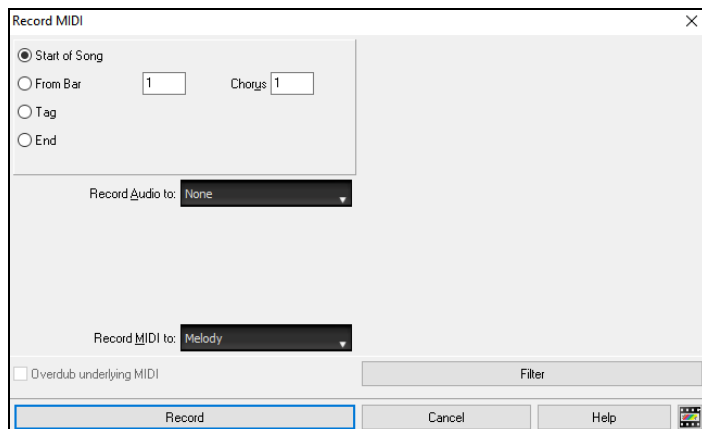 Record MIDI
Start of Song
From Bar 1 Chorus 1
Tag
End
Record Audio to: None
Record MIDI to: Melody
Overdub underlying MIDI
Filter
Record Cancel Help